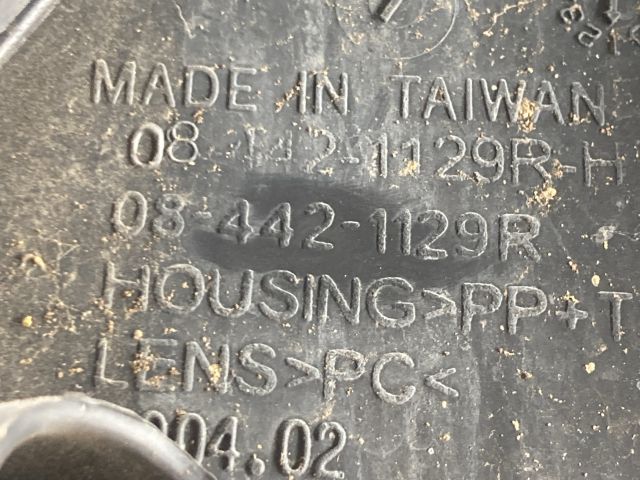 MADE IN TAIWAN
08-442-1129R-H
08-442-1129R
HOUSING>PP+T
LENS>PC<
004.02